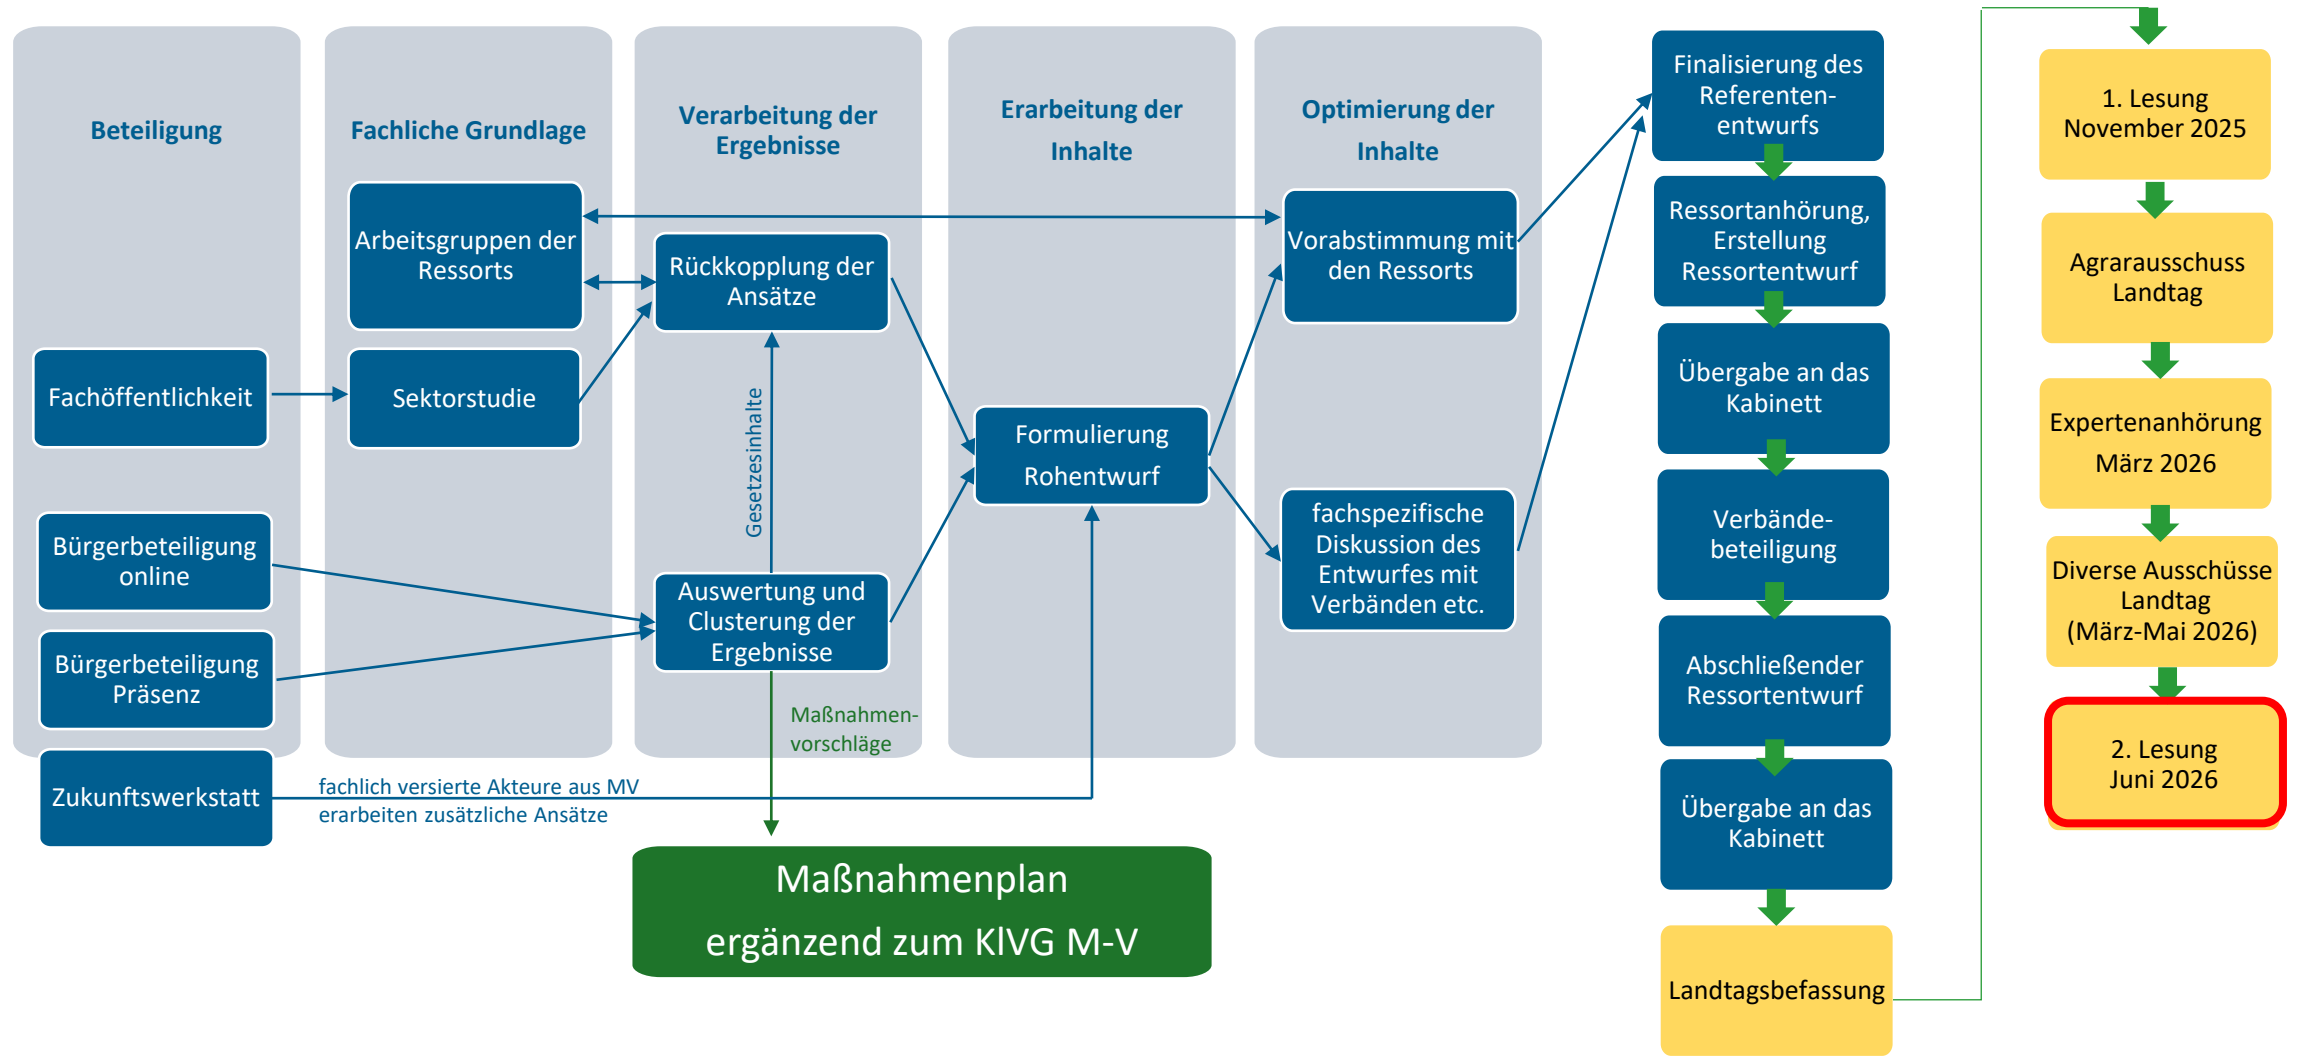 Beteiligung
Fachöffentlichkeit
Bürgerbeteiligung
online
Bürgerbeteiligung
Präsenz
Zukunftswerkstatt
Fachliche Grundlage
Arbeitsgruppen der
Ressorts
Sektorstudie
fachlich versierte Akteure aus MV
erarbeiten zusätzliche Ansätze
Verarbeitung der
Ergebnisse
Rückkopplung der
Ansätze
Gesetzesinhalte
Auswertung und
Clusterung der
Ergebnisse
Maßnahmen-
vorschläge
Maßnahmenplan
ergänzend zum KlVG M-V
Erarbeitung der
Inhalte
Formulierung
Rohentwurf
Optimierung der
Inhalte
Vorabstimmung mit
den Ressorts
fachspezifische
Diskussion des
Entwurfes mit
Verbänden etc.
Finalisierung des
Referenten-
entwurfs
Ressortanhörung,
Erstellung
Ressortentwurf
Übergabe an das
Kabinett
Verbände-
beteiligung
Abschließender
Ressortentwurf
Übergabe an das
Kabinett
Landtagsbefassung
1. Lesung
November 2025
Agrarausschuss
Landtag
Expertenanhörung
März 2026
Diverse Ausschüsse
Landtag
(März-Mai 2026)
2. Lesung
Juni 2026